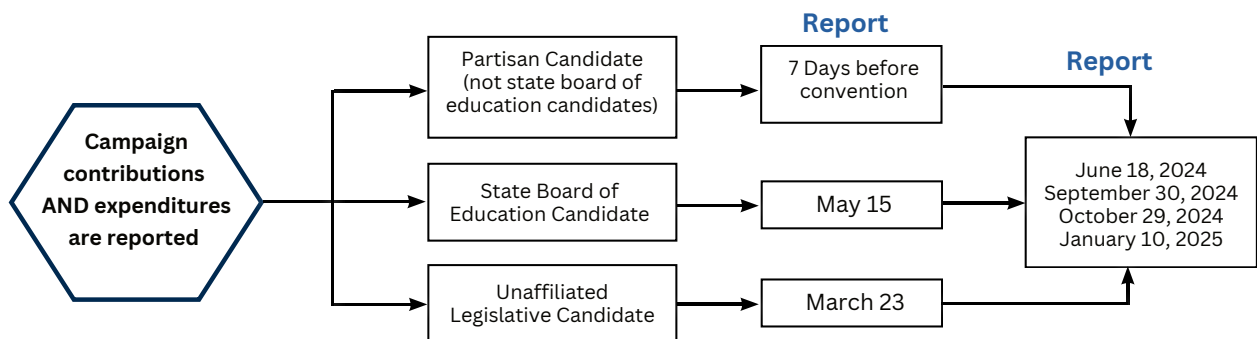 Report
Report
Campaign
contributions
AND expenditures
are reported
Partisan Candidate
(not state board of
education candidates)
7 Days before
convention
State Board of
Education Candidate
May 15
Unaffiliated
Legislative Candidate
March 23
June 18, 2024
September 30, 2024
October 29, 2024
January 10, 2025